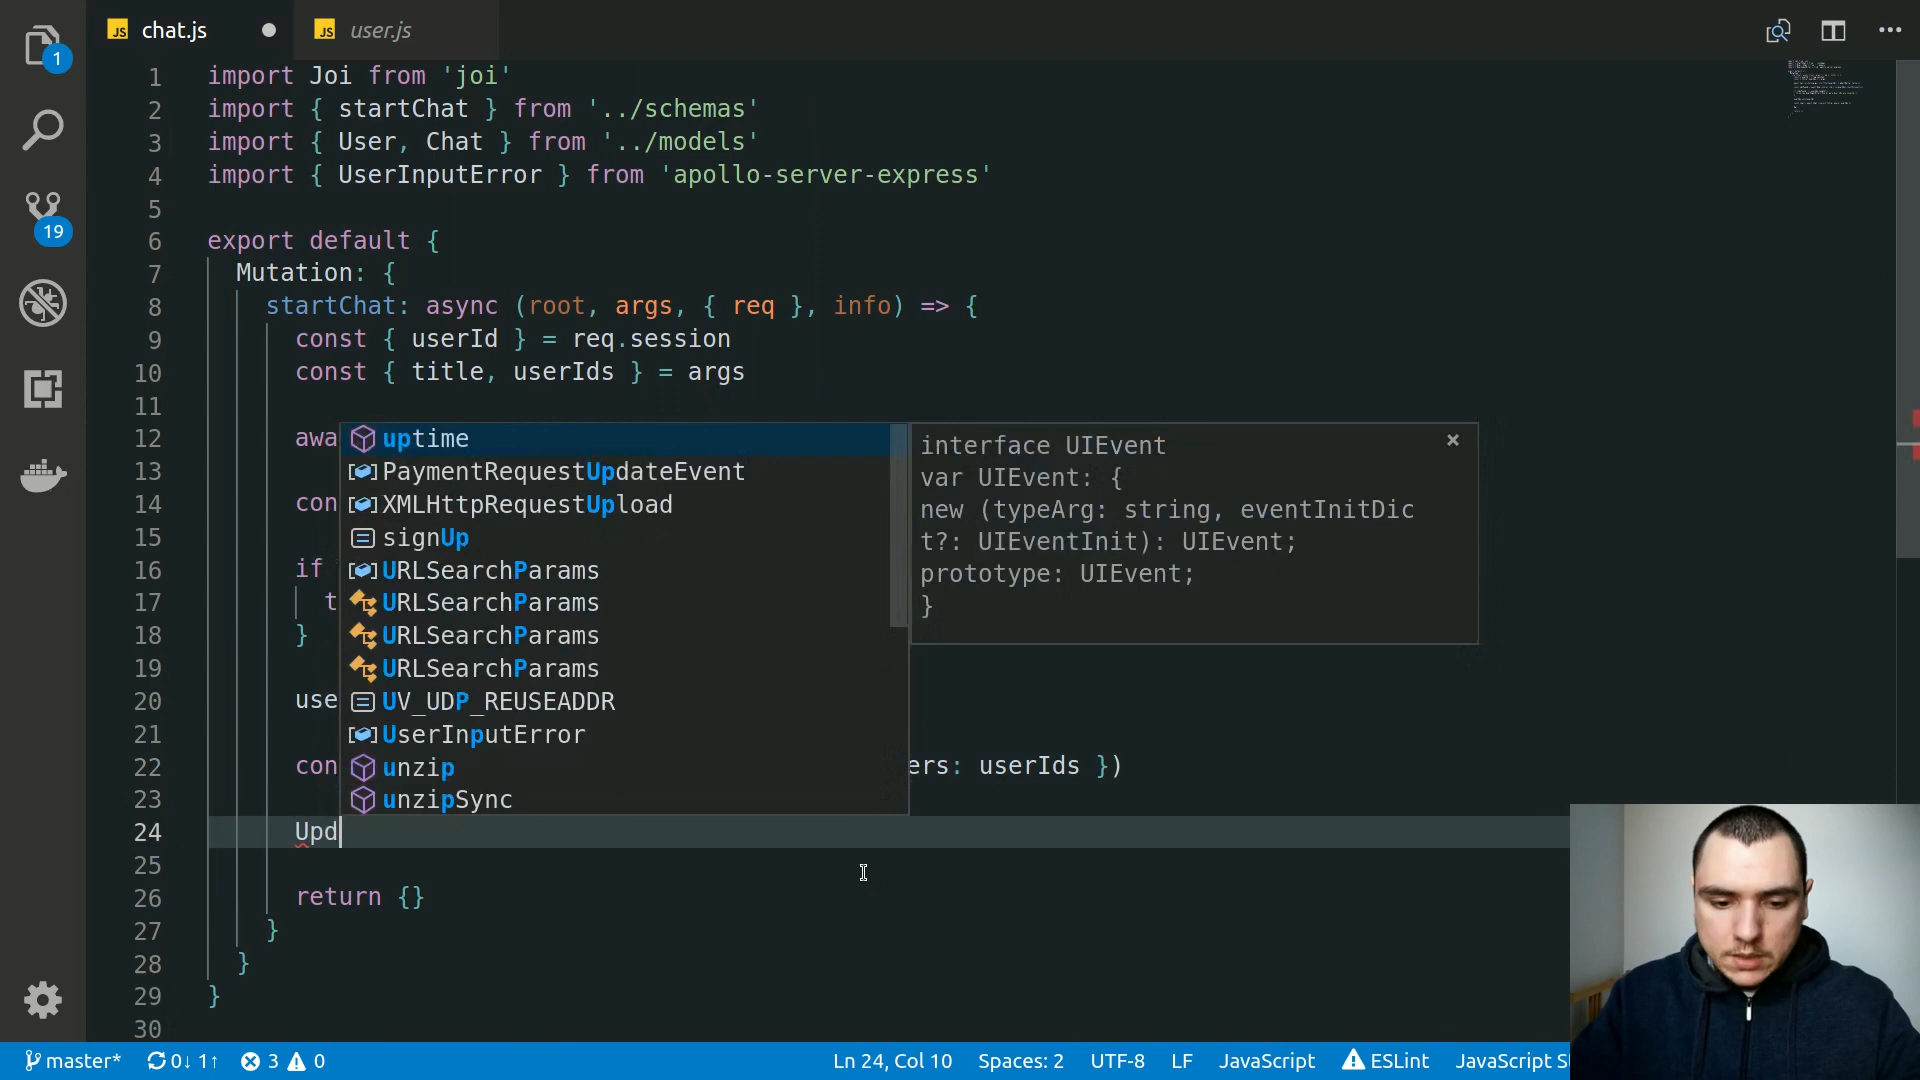 JS chat.js
JS user.js
1
19
1 import Joi from 'joi'
2 import { startChat } from '../schemas'
3 import { User, Chat } from '../models'
4 import { UserInputError } from 'apollo-server-express'
5
6 export default {
7 Mutation: {
8 startChat: async (root, args, { req }, info) => {
9 const { userId } = req.session
10 const { title, userIds } = args
11
12 awa
13
14 con
15
16 if
17 t
18 }
19
20 use
21
22 con ers: userIds })
23
24 Upd
25
26 return {}
27 }
28 }
29 }
30
uptime
PaymentRequestUpdateEvent
XMLHttpRequestUpload
signUp
URLSearchParams
URLSearchParams
URLSearchParams
URLSearchParams
UV_UDP_REUSEADDR
UserInputError
unzip
unzipSync
interface UIEvent
var UIEvent: {
new (typeArg: string, eventInitDic
t?: UIEventInit): UIEvent;
prototype: UIEvent;
}
master* 0↓ 1↑ 3 0 Ln 24, Col 10 Spaces: 2 UTF-8 LF JavaScript ESLint JavaScript